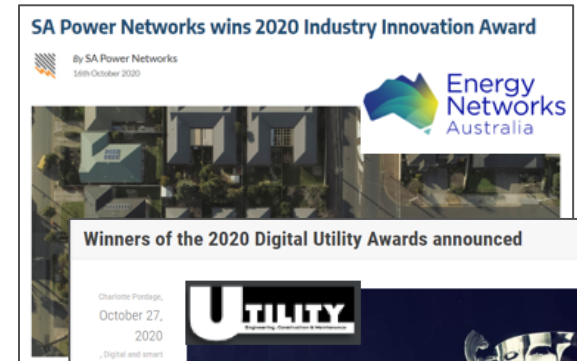 SA Power Networks wins 2020 Industry Innovation Award
By SA Power Networks
16th October 2020
Energy
Networks
Australia
Winners of the 2020 Digital Utility Awards announced
Charlotte Pordage,
October 27,
2020
, Digital and smart
UTILITY
Engineering, Construction & Maintenance